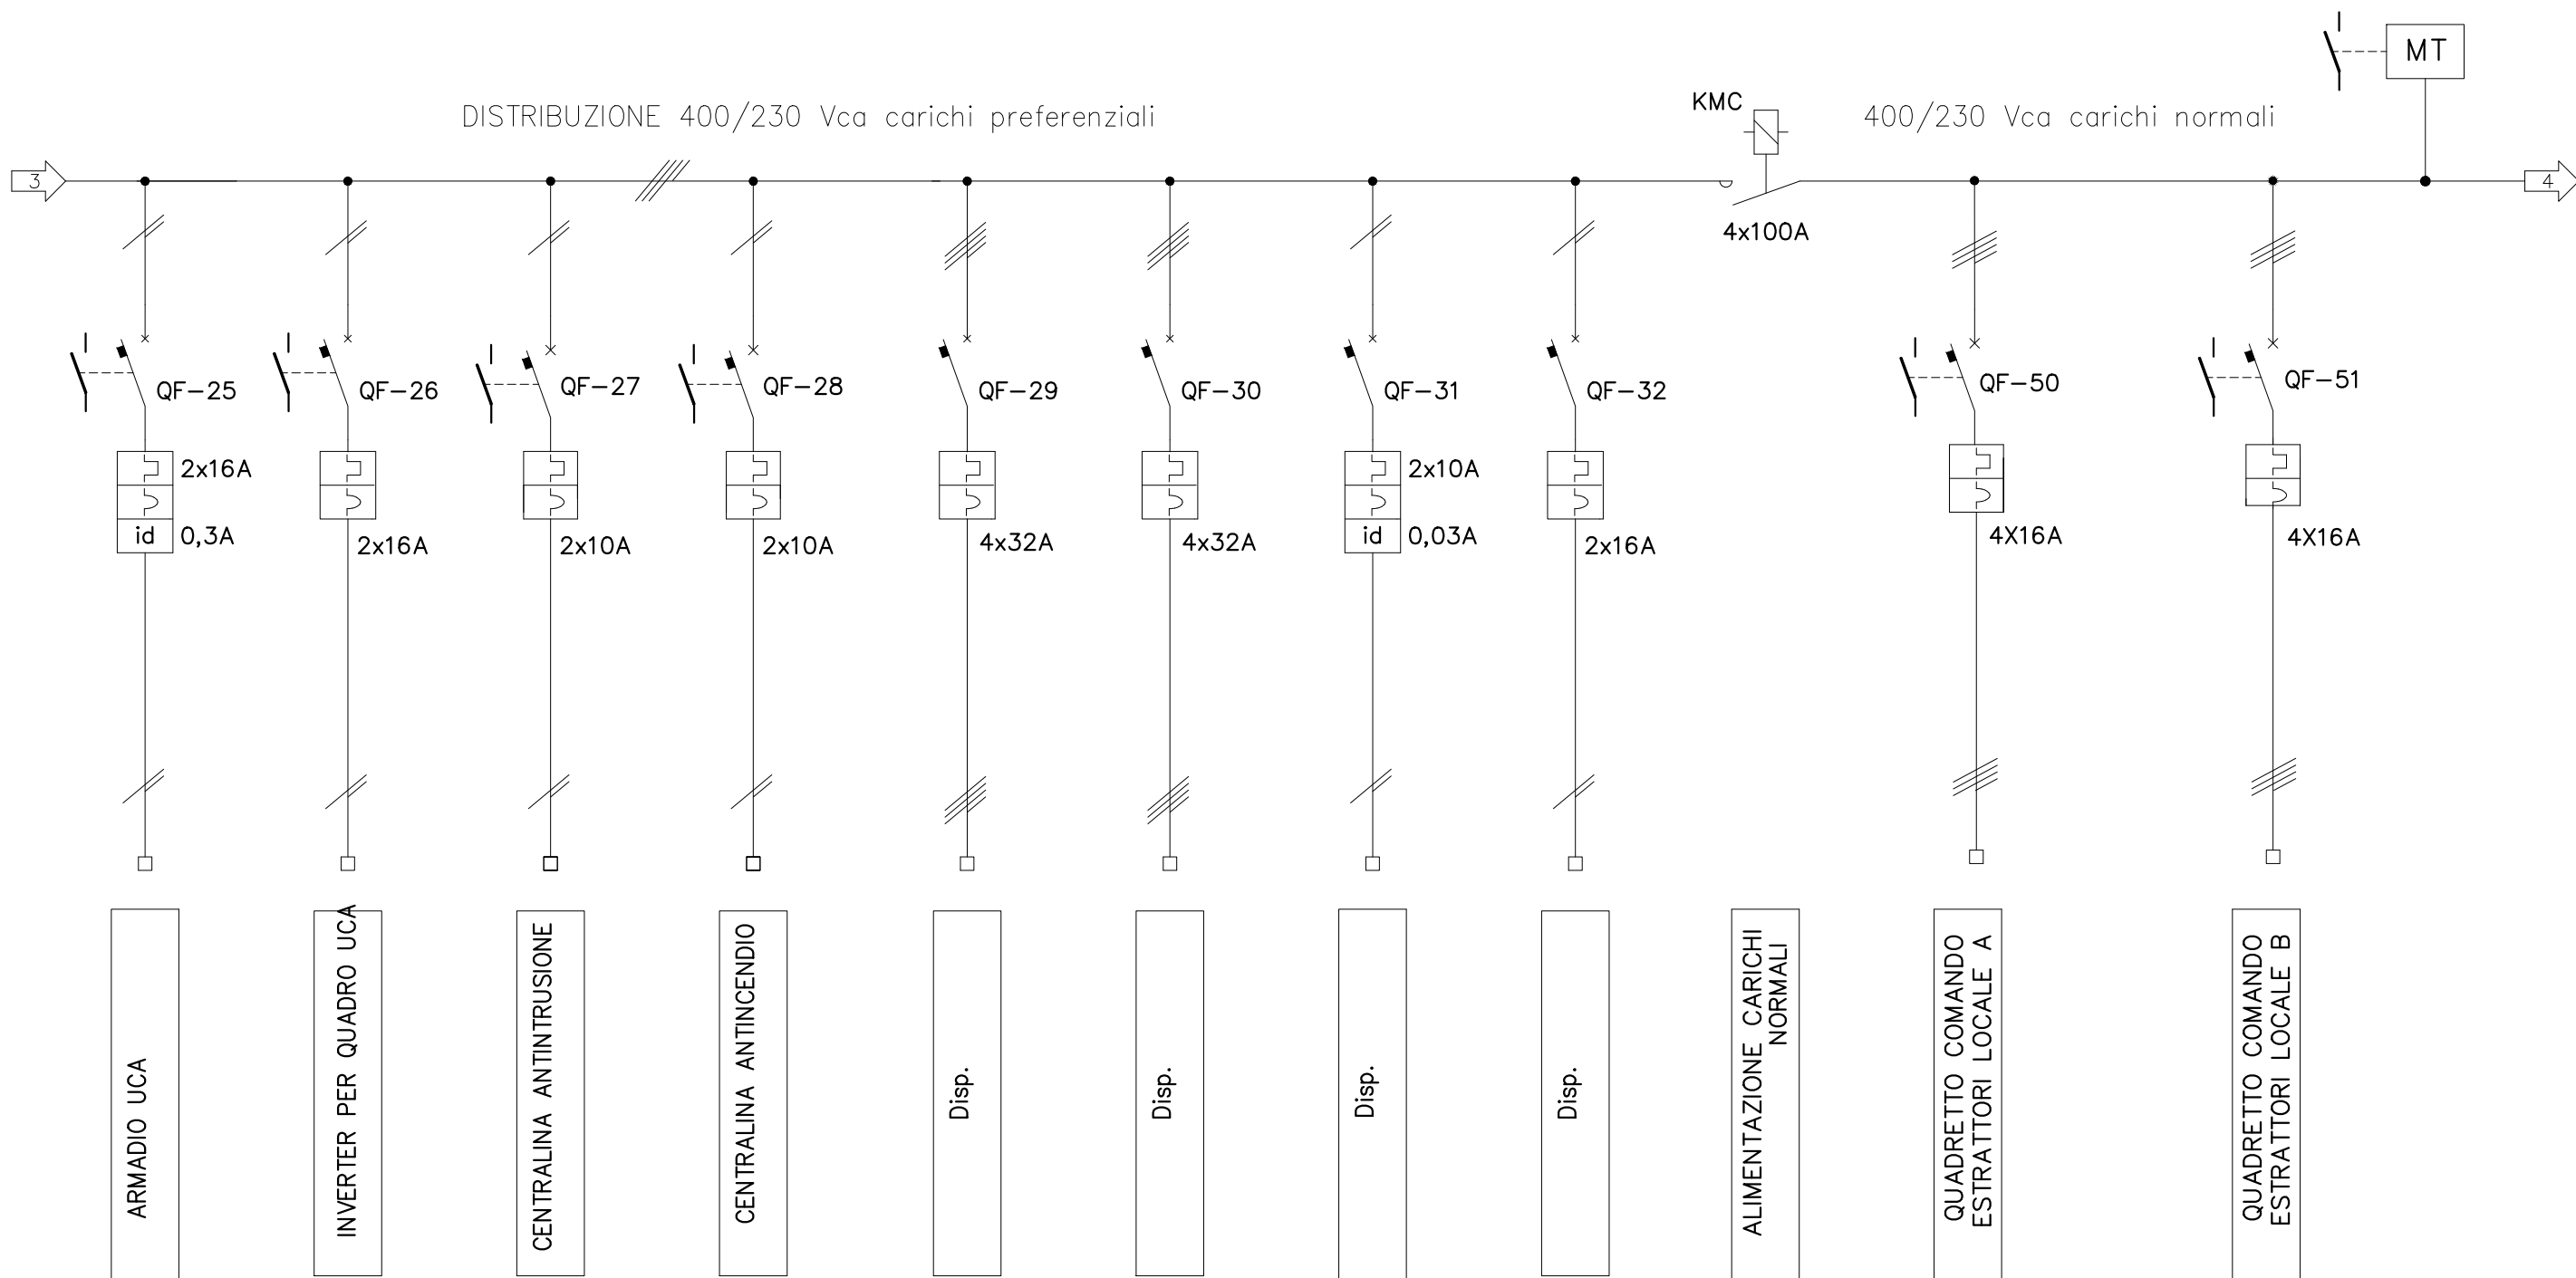 MT
KMC
DISTRIBUZIONE 400/230 Vca carichi preferenziali
400/230 Vca carichi normali
3
4
4x100A
QF-25
QF-26
QF-27
QF-28
QF-29
QF-30
QF-31
QF-32
QF-50
QF-51
2x16A
id
0,3A
2x16A
2x10A
2x10A
4x32A
4x32A
2x10A
id
0,03A
2x16A
4X16A
4X16A
ARMADIO UCA
INVERTER PER QUADRO UCA
CENTRALINA ANTINTRUSIONE
CENTRALINA ANTINCENDIO
Disp.
Disp.
Disp.
Disp.
ALIMENTAZIONE CARICHI
NORMALI
QUADRETTO COMANDO
ESTRATTORI LOCALE A
QUADRETTO COMANDO
ESTRATTORI LOCALE B